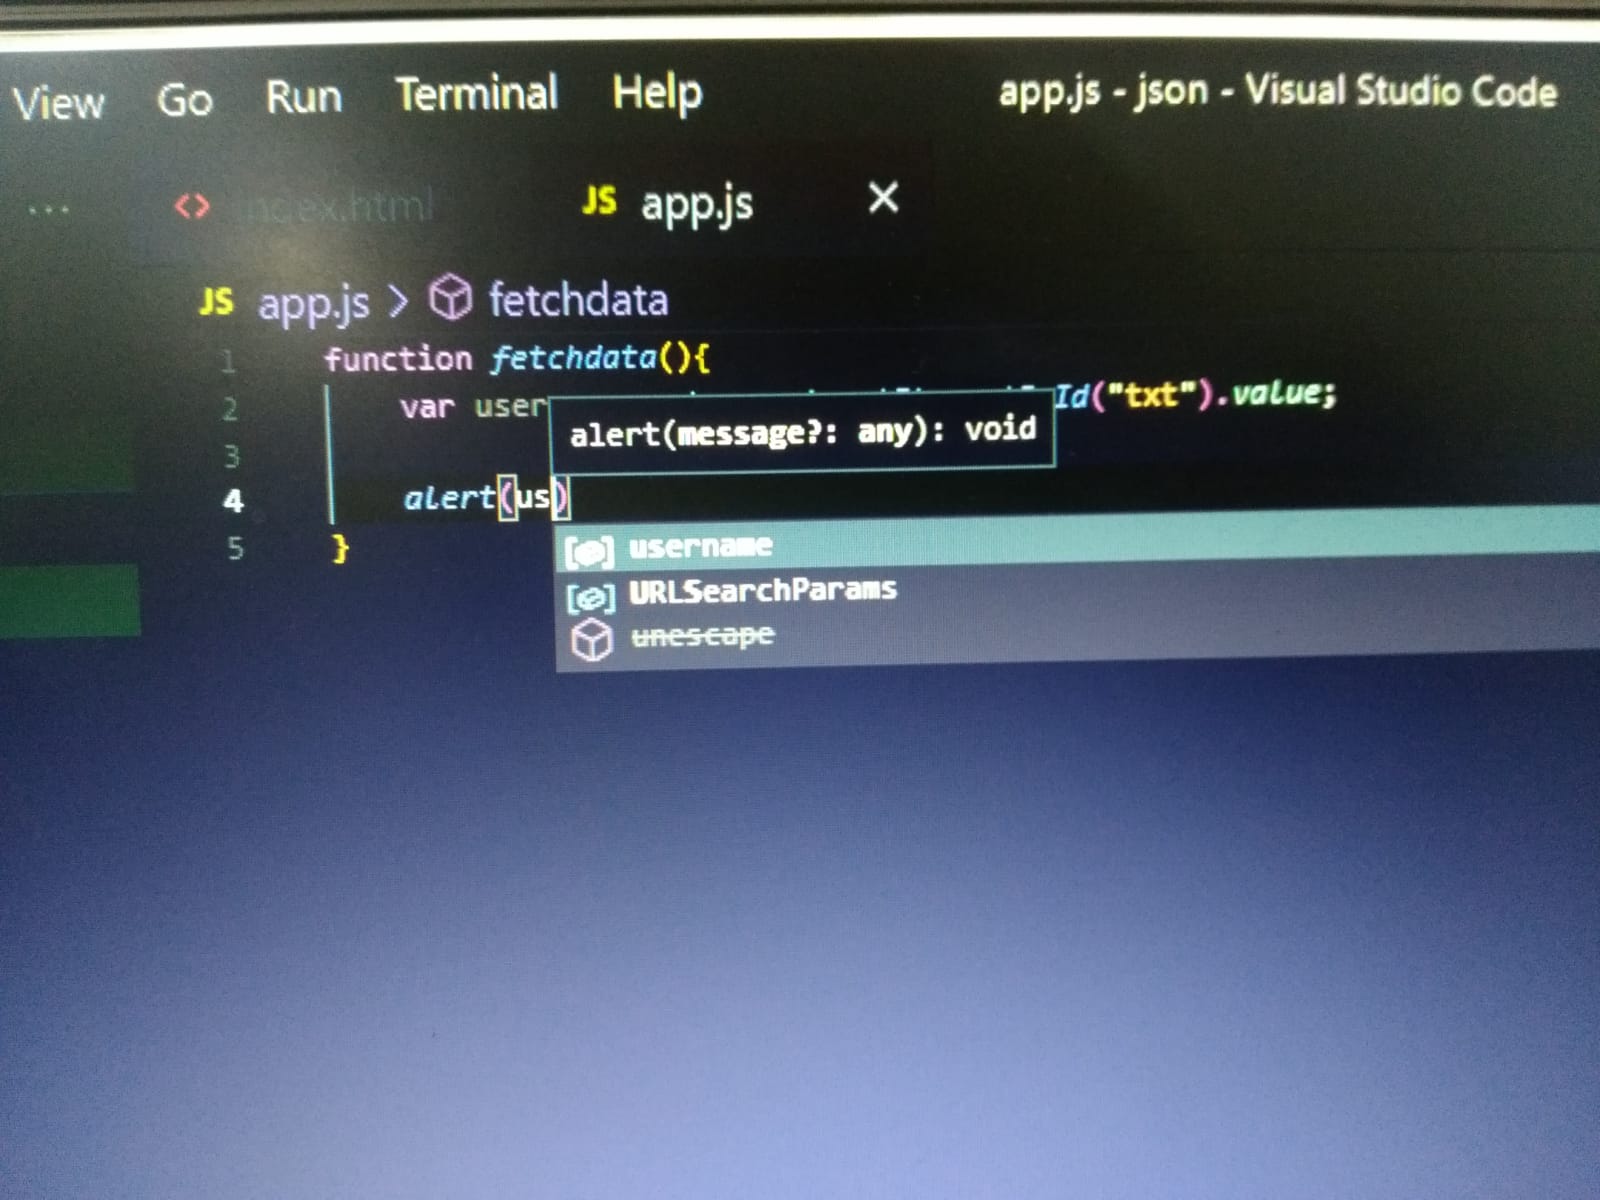 View Go Run Terminal Help app.js - json - Visual Studio Code
... <> index.html JS app.js ×
JS app.js > fetchdata
1 function fetchdata(){
2 var user Id("txt").value;
alert(message?: any): void
3
4 alert(us)
username
5 }
URLSearchParams
unescape